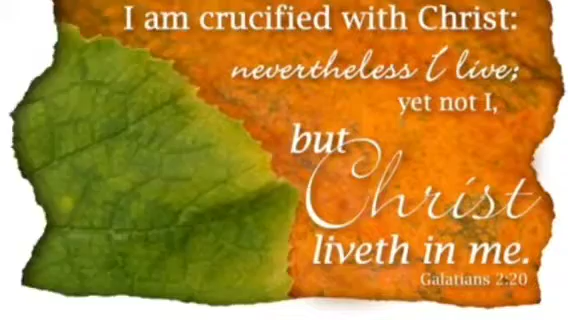 I am crucified with Christ:
nevertheless I live;
yet not I,
but
Christ
liveth in me.
Galatians 2:20